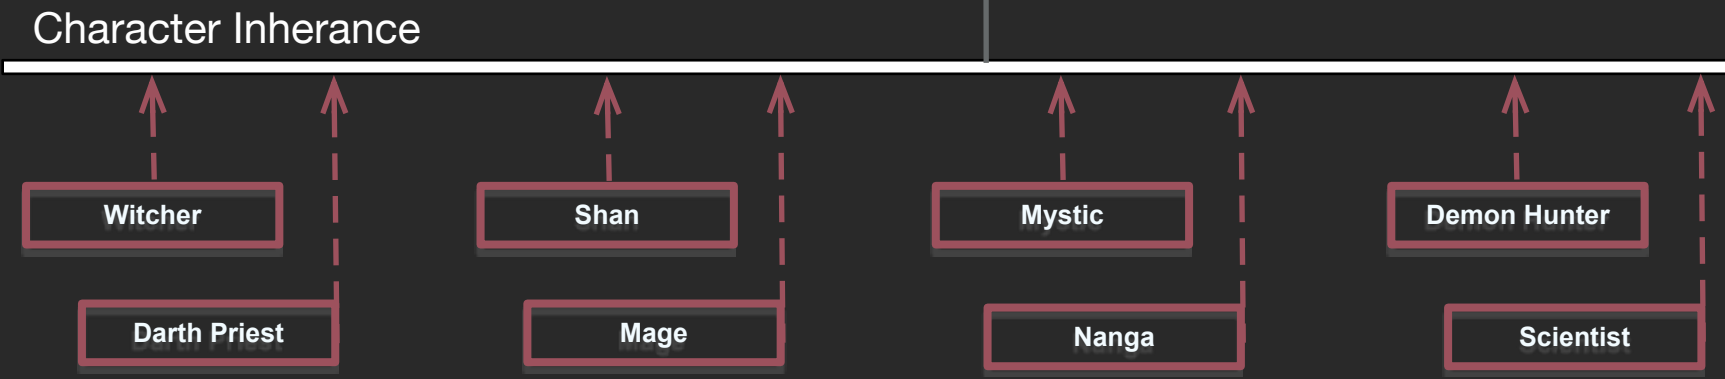 Character Inherance
Witcher
Shan
Mystic
Demon Hunter
Darth Priest
Mage
Nanga
Scientist